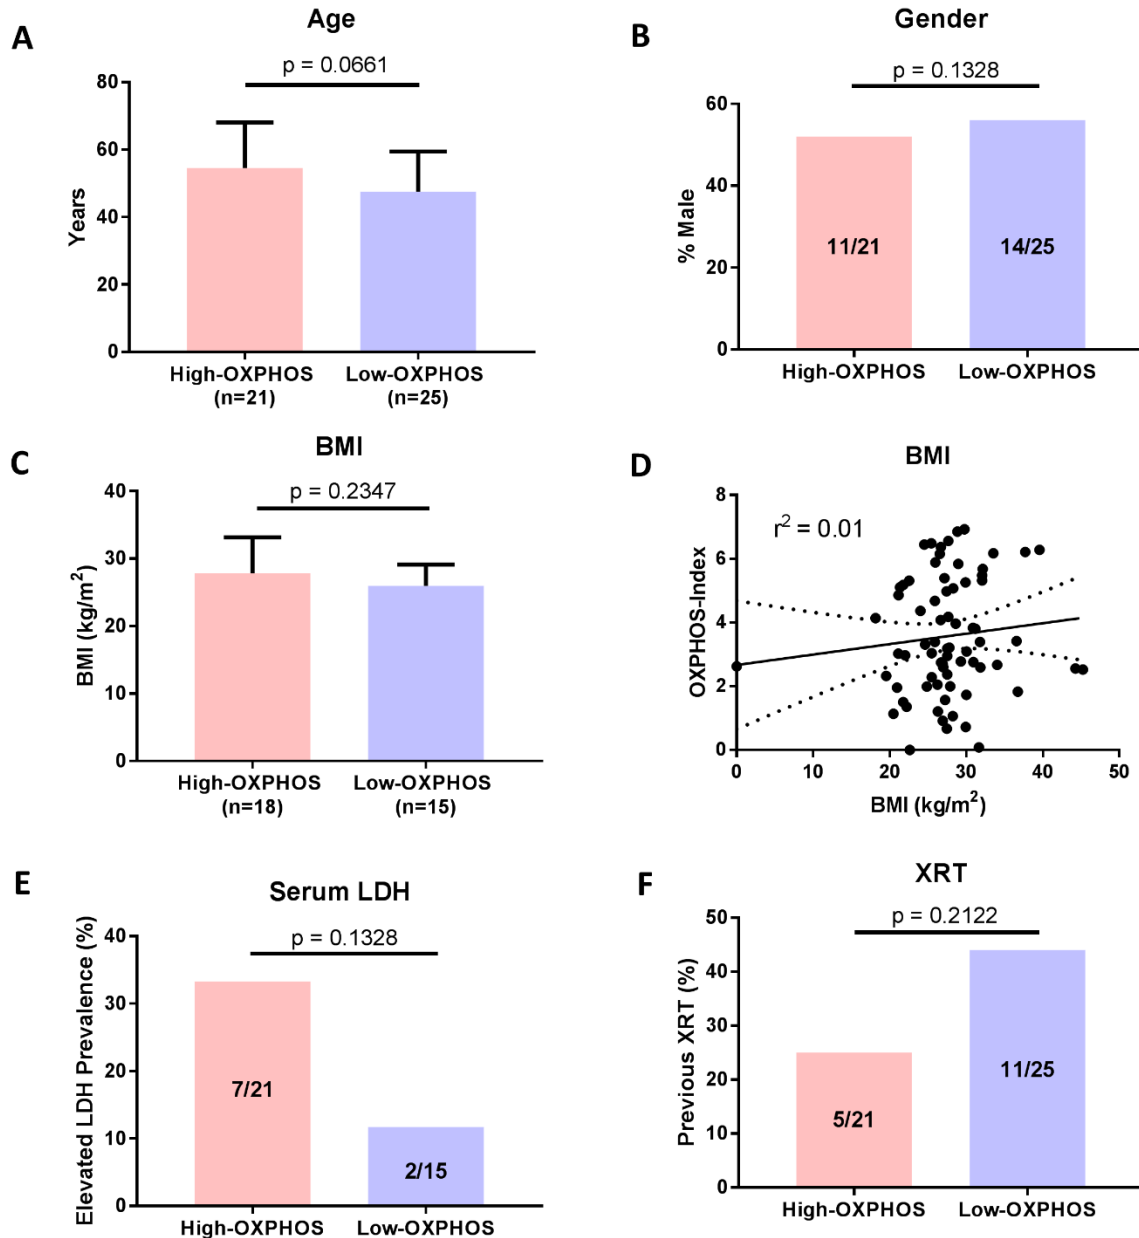 A
Age
p = 0.0661
Years
80
60
40
20
0
High-OXPHOS
(n=21)
Low-OXPHOS
(n=25)
B
Gender
p = 0.1328
% Male
60
40
20
0
11/21
14/25
High-OXPHOS
Low-OXPHOS
C
BMI
p = 0.2347
BMI (kg/m²)
40
30
20
10
0
High-OXPHOS
(n=18)
Low-OXPHOS
(n=15)
D
BMI
r² = 0.01
OXPHOS-Index
8
6
4
2
0
0 10 20 30 40 50
BMI (kg/m²)
E
Serum LDH
p = 0.1328
Elevated LDH Prevalence (%)
40
30
20
10
0
7/21
2/15
High-OXPHOS
Low-OXPHOS
F
XRT
p = 0.2122
Previous XRT (%)
50
40
30
20
10
0
5/21
11/25
High-OXPHOS
Low-OXPHOS